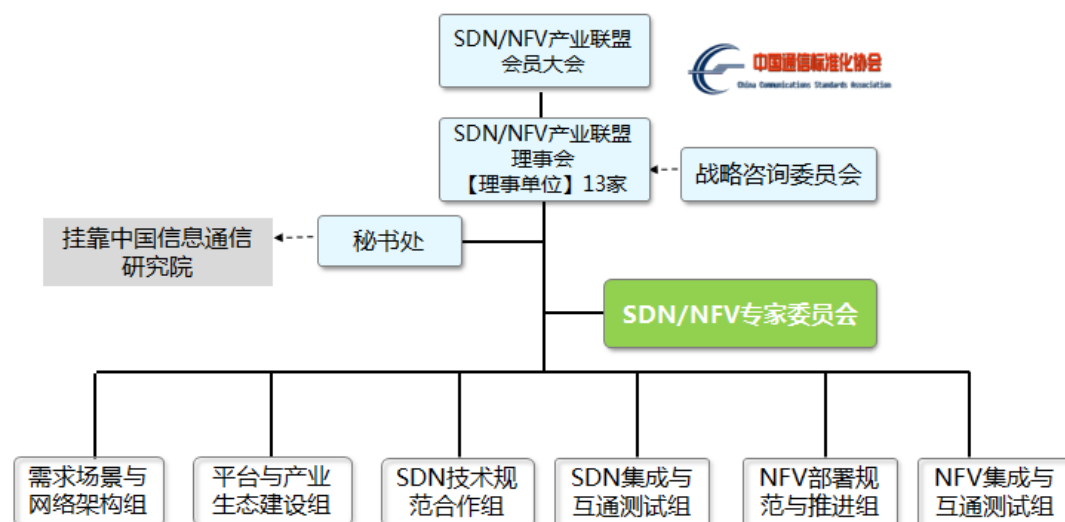 SDN/NFV产业联盟
会员大会
中国通信标准化协会
China Communications Standards Association
SDN/NFV产业联盟
理事会
【理事单位】13家
战略咨询委员会
挂靠中国信息通信
研究院
秘书处
SDN/NFV专家委员会
需求场景与
网络架构组
平台与产业
生态建设组
SDN技术规
范合作组
SDN集成与
互通测试组
NFV部署规
范与推进组
NFV集成与
互通测试组